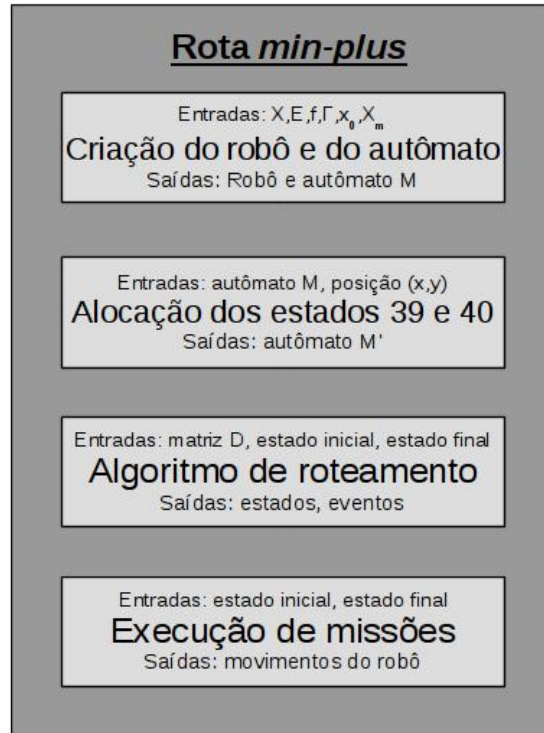 Rota min-plus
Entradas: X,E,f,Γ,x₀,Xₘ
Criação do robô e do autômato
Saídas: Robô e autômato M
Entradas: autômato M, posição (x,y)
Alocação dos estados 39 e 40
Saídas: autômato M'
Entradas: matriz D, estado inicial, estado final
Algoritmo de roteamento
Saídas: estados, eventos
Entradas: estado inicial, estado final
Execução de missões
Saídas: movimentos do robô